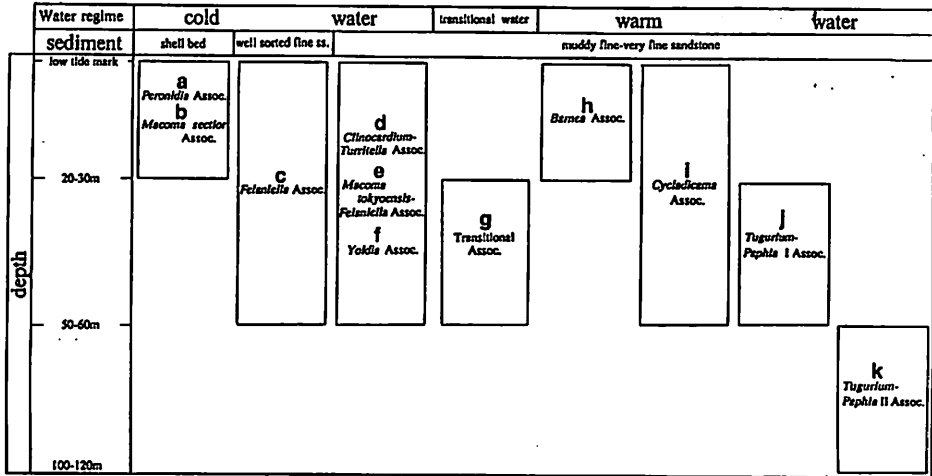 Water regime cold water transitional water warm water
sediment shell bed well sorted fine ss. muddy fine-very fine sandstone
depth
low tide mark
20-30m
50-60m
100-120m
a
Peronidia Assoc.
b
Macoma sectior
Assoc.
c
Felaniella Assoc.
d
Clinocardium-
Turritella Assoc.
e
Macoma
tokyoensis-
Felaniella Assoc.
f
Yoldia Assoc.
g
Transitional
Assoc.
h
Barnea Assoc.
i
Cycladicama
Assoc.
j
Tugurium-
Paphia I Assoc.
k
Tugurium-
Paphia II Assoc.